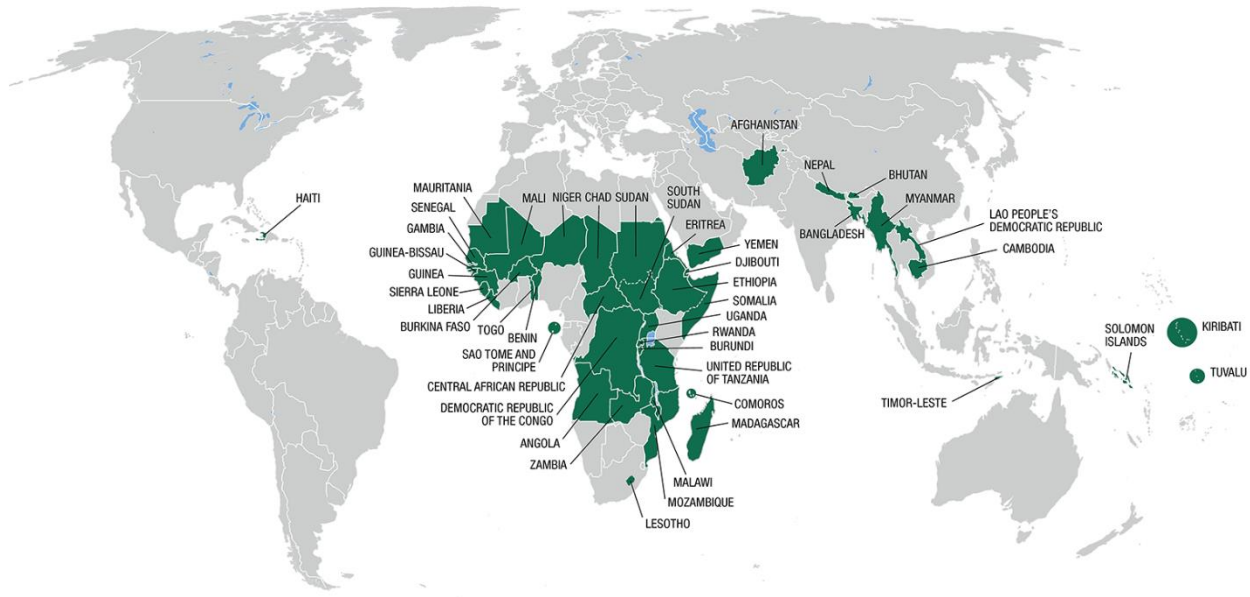 AFGHANISTAN
NEPAL
BHUTAN
MYANMAR
BANGLADESH
LAO PEOPLE'S
DEMOCRATIC REPUBLIC
CAMBODIA
HAITI
MAURITANIA
SENEGAL
GAMBIA
GUINEA-BISSAU
GUINEA
SIERRA LEONE
LIBERIA
BURKINA FASO
TOGO
BENIN
SAO TOME AND
PRINCIPE
CENTRAL AFRICAN REPUBLIC
DEMOCRATIC REPUBLIC
OF THE CONGO
ANGOLA
ZAMBIA
MALI
NIGER
CHAD
SUDAN
SOUTH
SUDAN
ERITREA
YEMEN
DJIBOUTI
ETHIOPIA
SOMALIA
UGANDA
RWANDA
BURUNDI
UNITED REPUBLIC
OF TANZANIA
COMOROS
MADAGASCAR
MALAWI
MOZAMBIQUE
LESOTHO
TIMOR-LESTE
SOLOMON
ISLANDS
KIRIBATI
TUVALU